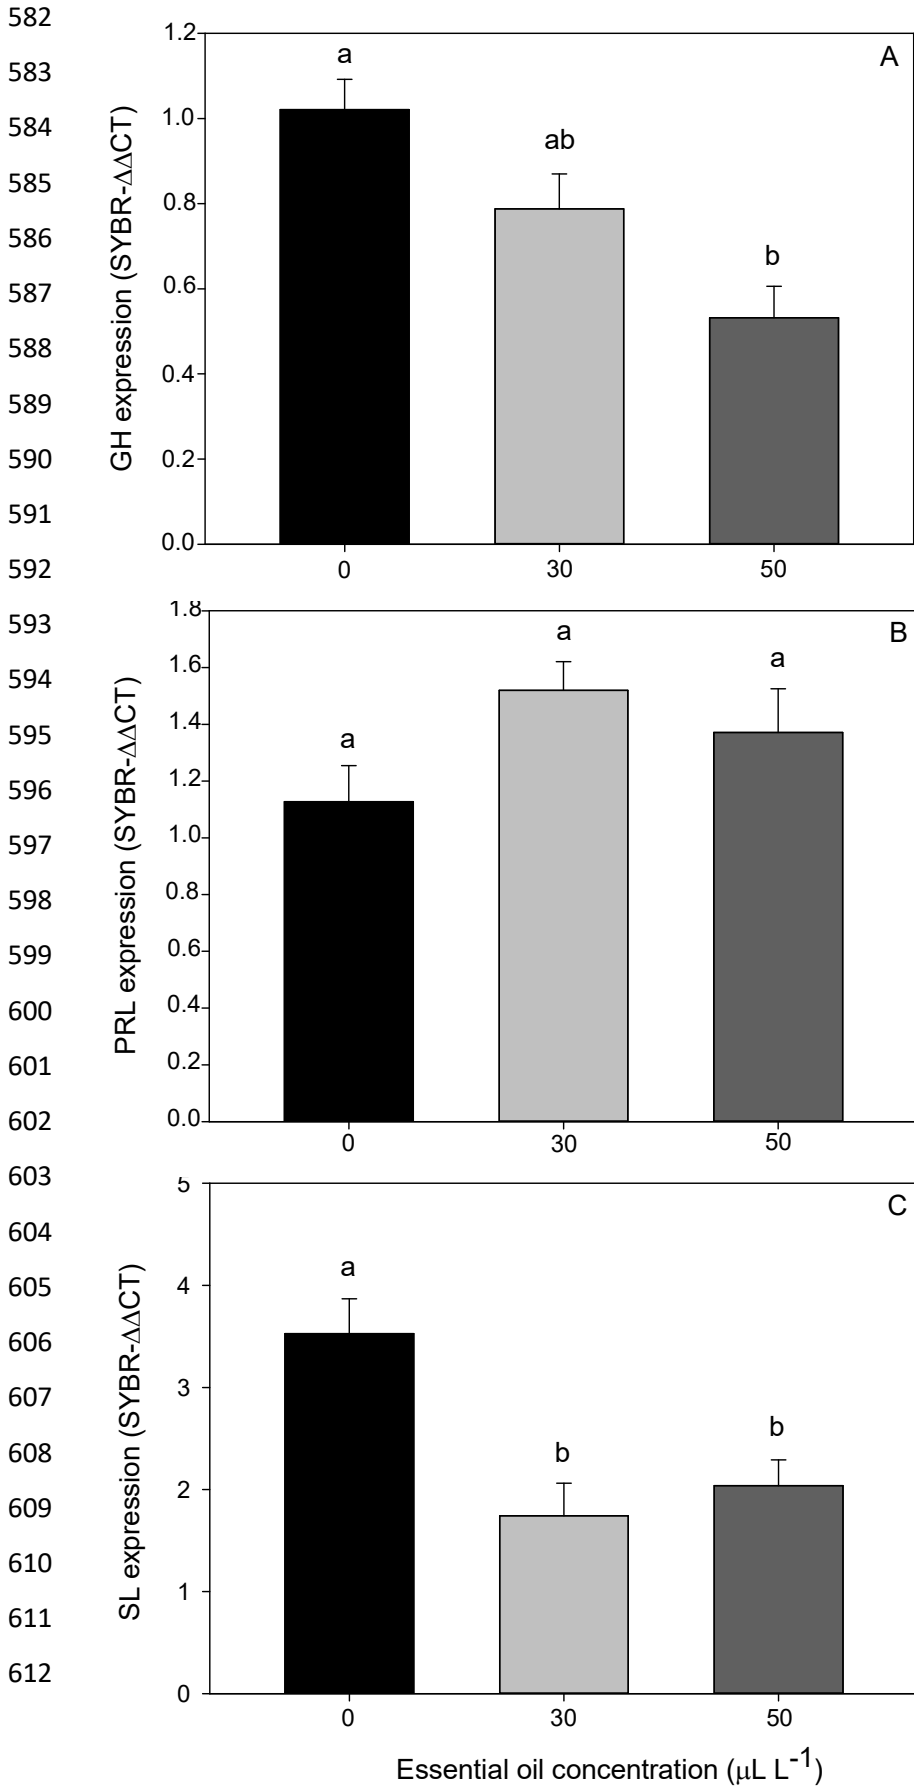 582
583
584
585
586
587
588
589
590
591
592
593
594
595
596
597
598
599
600
601
602
603
604
605
606
607
608
609
610
611
612
A
GH expression (SYBR-ΔΔCT)
1.2
1.0
0.8
0.6
0.4
0.2
0.0
a
ab
b
0 30 50
B
PRL expression (SYBR-ΔΔCT)
1.8
1.6
1.4
1.2
1.0
0.8
0.6
0.4
0.2
0.0
a
a
a
0 30 50
C
SL expression (SYBR-ΔΔCT)
5
4
3
2
1
0
a
b
b
0 30 50
Essential oil concentration (μL L⁻¹)